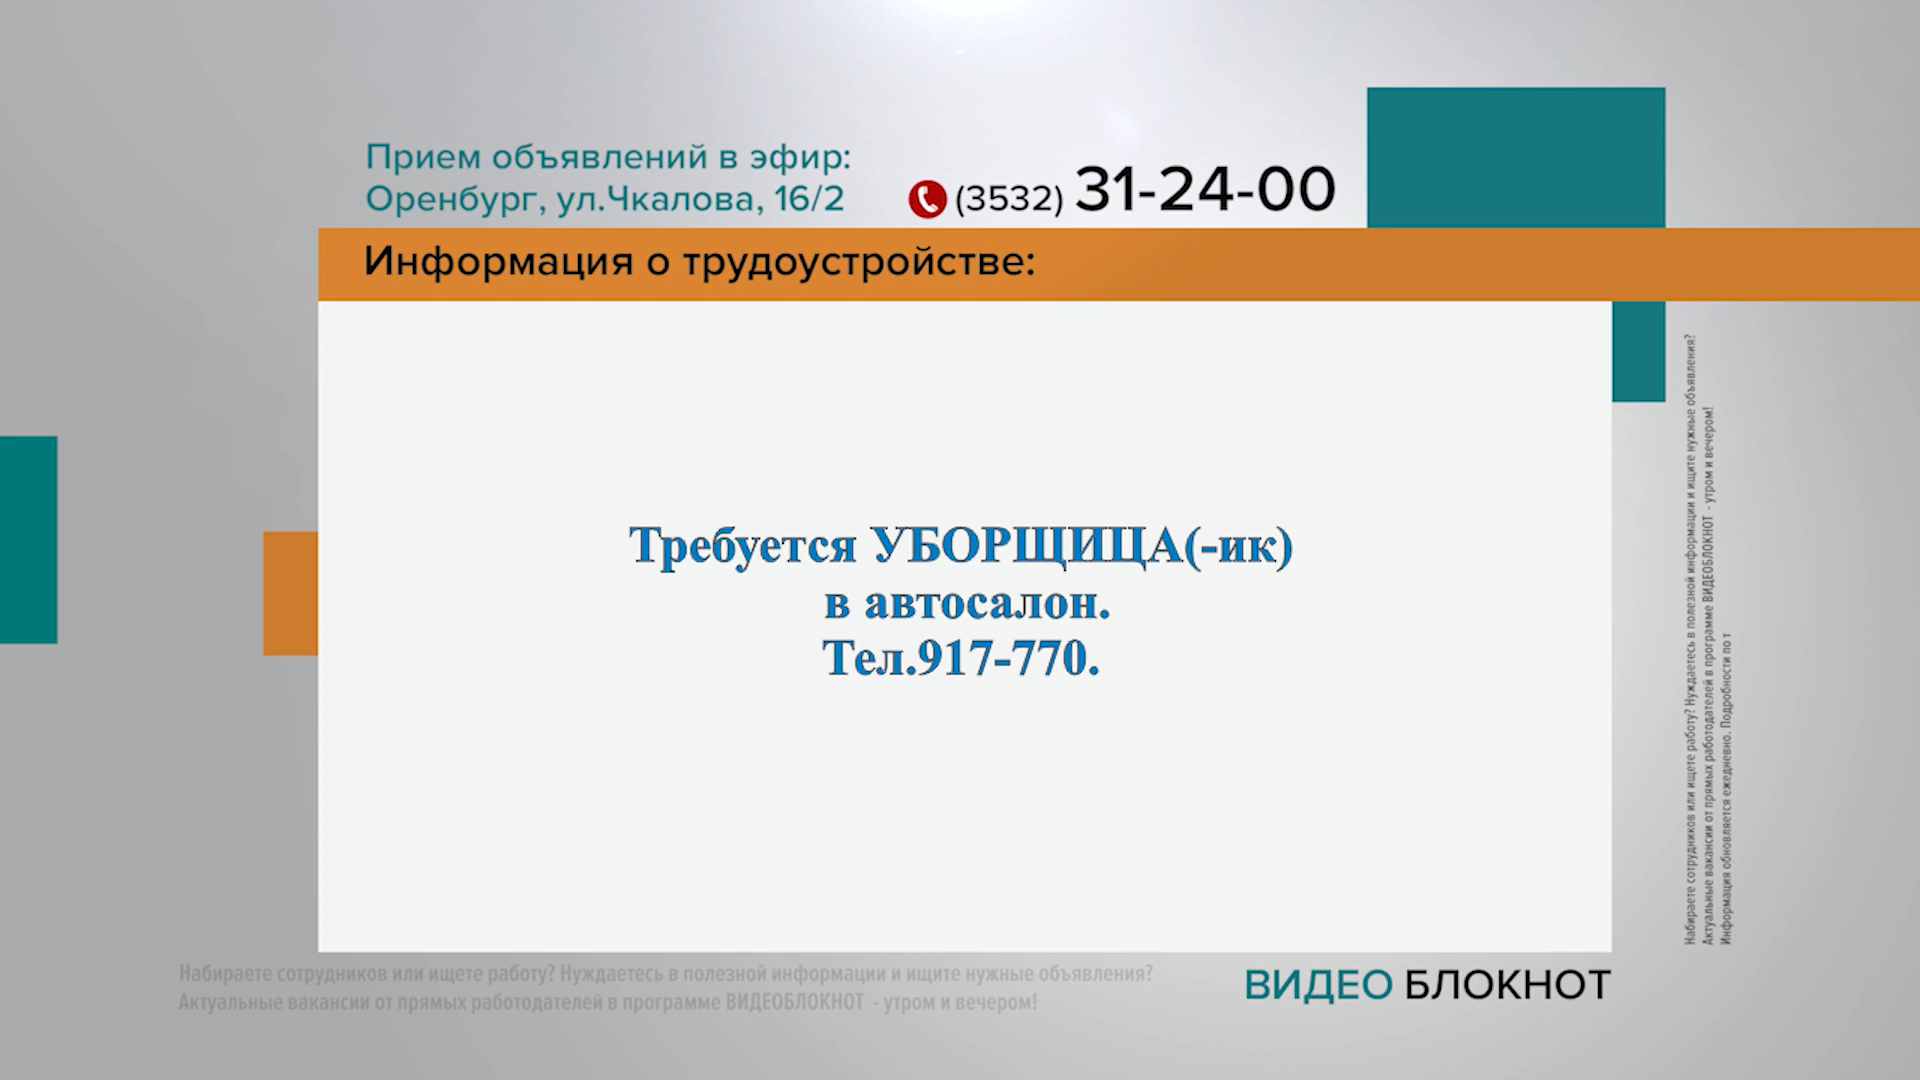 Прием объявлений в эфир:
Оренбург, ул.Чкалова, 16/2
(3532) 31-24-00
Информация о трудоустройстве:
Требуется УБОРЩИЦА(-ик)
в автосалон.
Тел.917-770.
Набираете сотрудников или ищете работу? Нуждаетесь в полезной информации и ищите нужные объявления?
Актуальные вакансии от прямых работодателей в программе ВИДЕОБЛОКНОТ - утром и вечером!
Информация обновляется ежедневно. Подробности по т
Набираете сотрудников или ищете работу? Нуждаетесь в полезной информации и ищите нужные объявления?
Актуальные вакансии от прямых работодателей в программе ВИДЕОБЛОКНОТ - утром и вечером!
ВИДЕО БЛОКНОТ